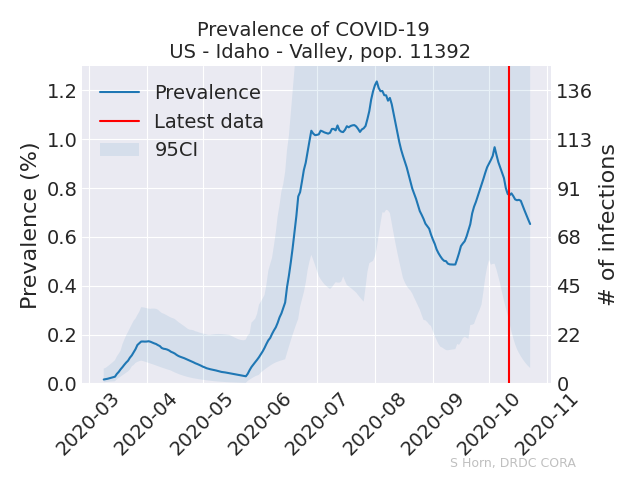 Prevalence of COVID-19
US - Idaho - Valley, pop. 11392
Prevalence
Latest data
95CI
Prevalence (%)
1.2
1.0
0.8
0.6
0.4
0.2
0.0
136
113
91
68
45
22
0
# of infections
2020-03
2020-04
2020-05
2020-06
2020-07
2020-08
2020-09
2020-10
2020-11
S Horn, DRDC CORA